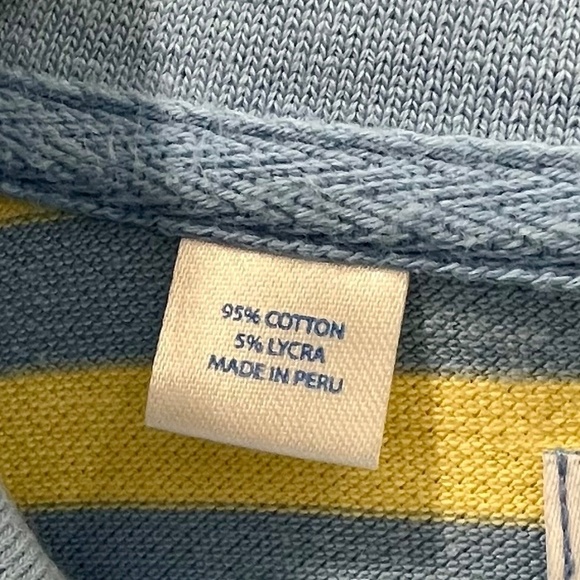 95% COTTON
5% LYCRA
MADE IN PERU